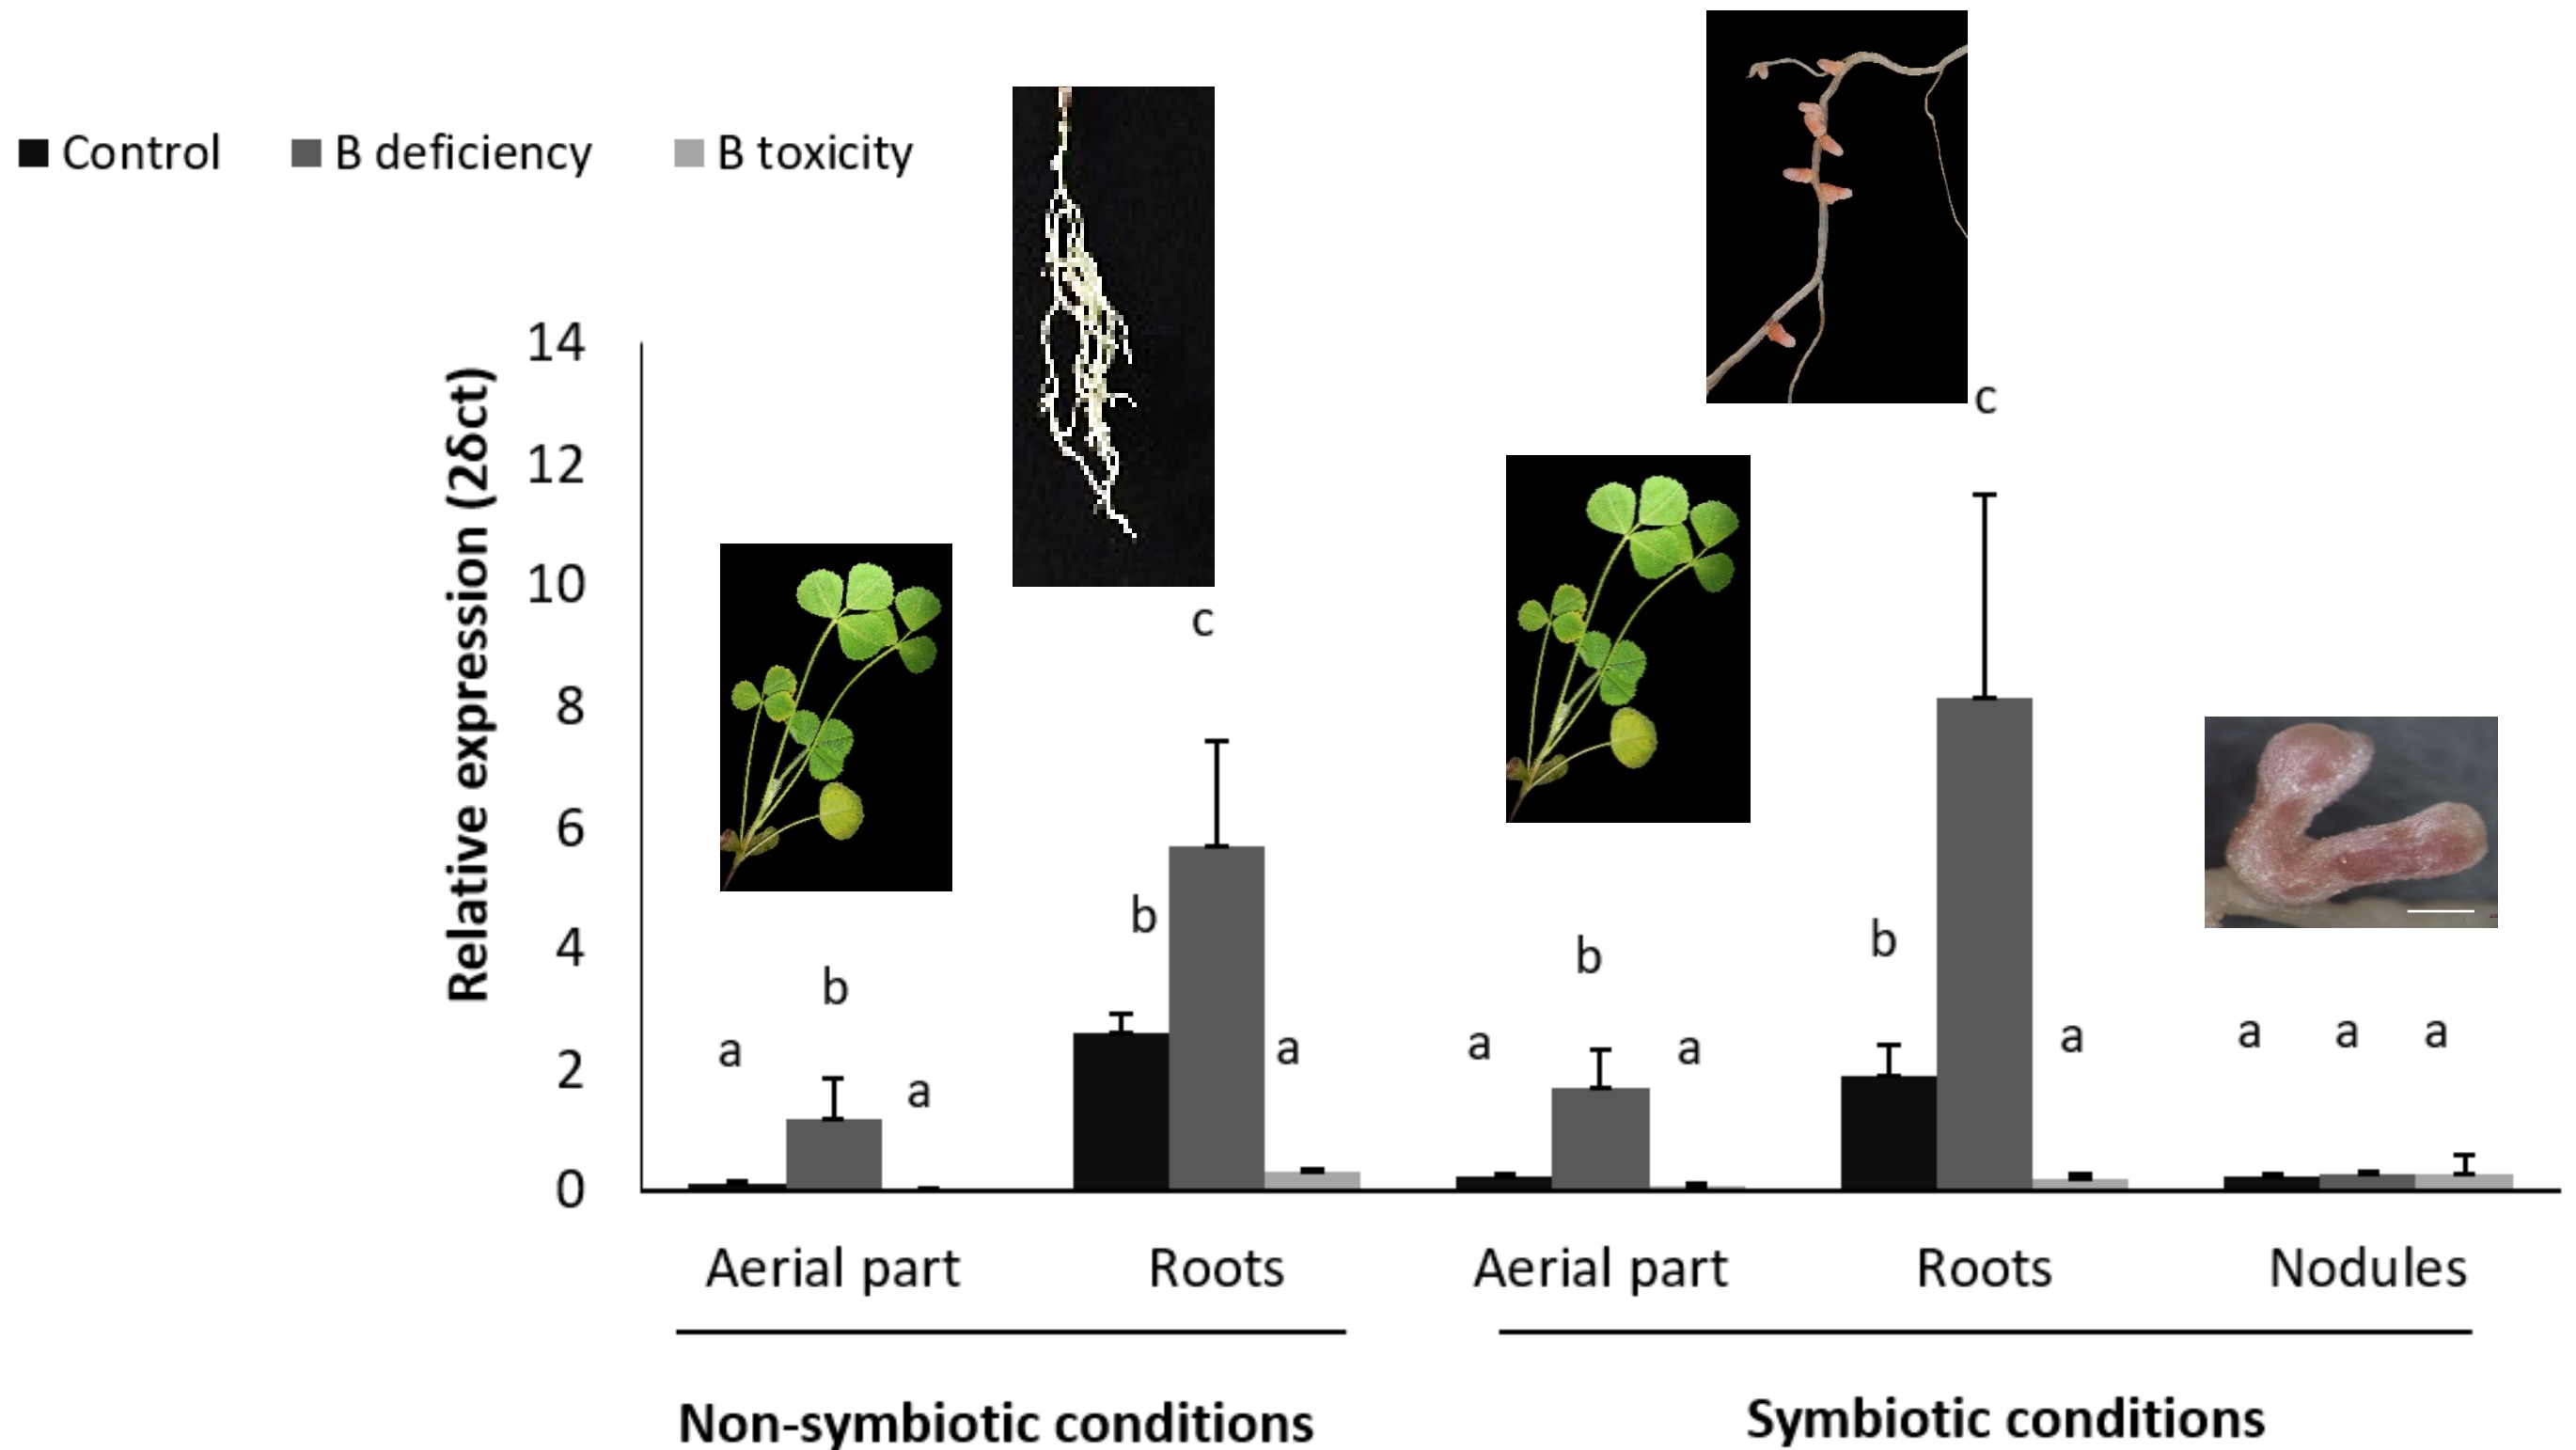 Control B deficiency B toxicity
Relative expression (2δct)
14
12
10
8
6
4
2
0
a b a
b c a
a b a
b c a
a a a
Aerial part Roots Aerial part Roots Nodules
Non-symbiotic conditions Symbiotic conditions